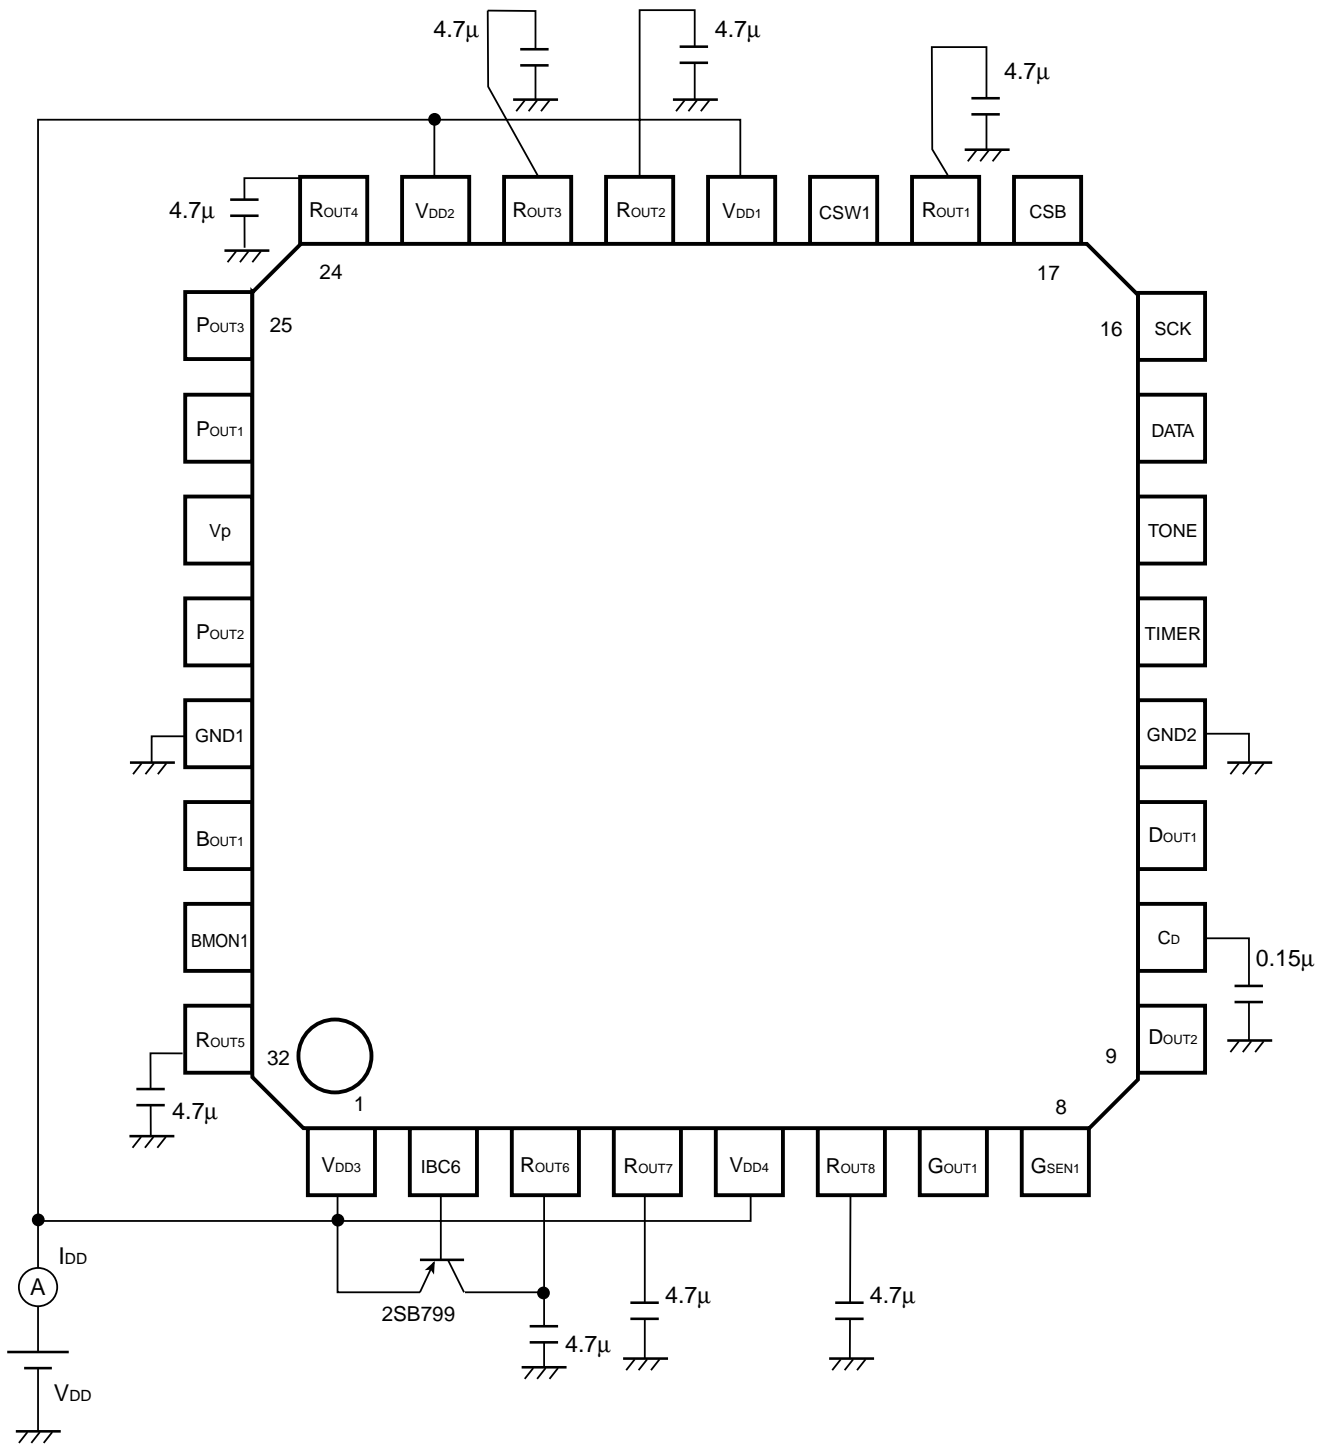 4.7μ
4.7μ
4.7μ
4.7μ
ROUT4
VDD2
ROUT3
ROUT2
VDD1
CSW1
ROUT1
CSB
24
17
POUT3
25
16
SCK
POUT1
DATA
Vp
TONE
POUT2
TIMER
GND1
GND2
BOUT1
DOUT1
BMON1
CD
0.15μ
ROUT5
32
9
DOUT2
1
8
4.7μ
VDD3
IBC6
ROUT6
ROUT7
VDD4
ROUT8
GOUT1
GSEN1
IDD
A
2SB799
4.7μ
4.7μ
4.7μ
VDD